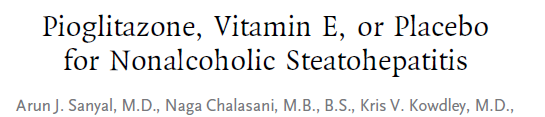 Pioglitazone, Vitamin E, or Placebo
for Nonalcoholic Steatohepatitis
Arun J. Sanyal, M.D., Naga Chalasani, M.B., B.S., Kris V. Kowdley, M.D.,